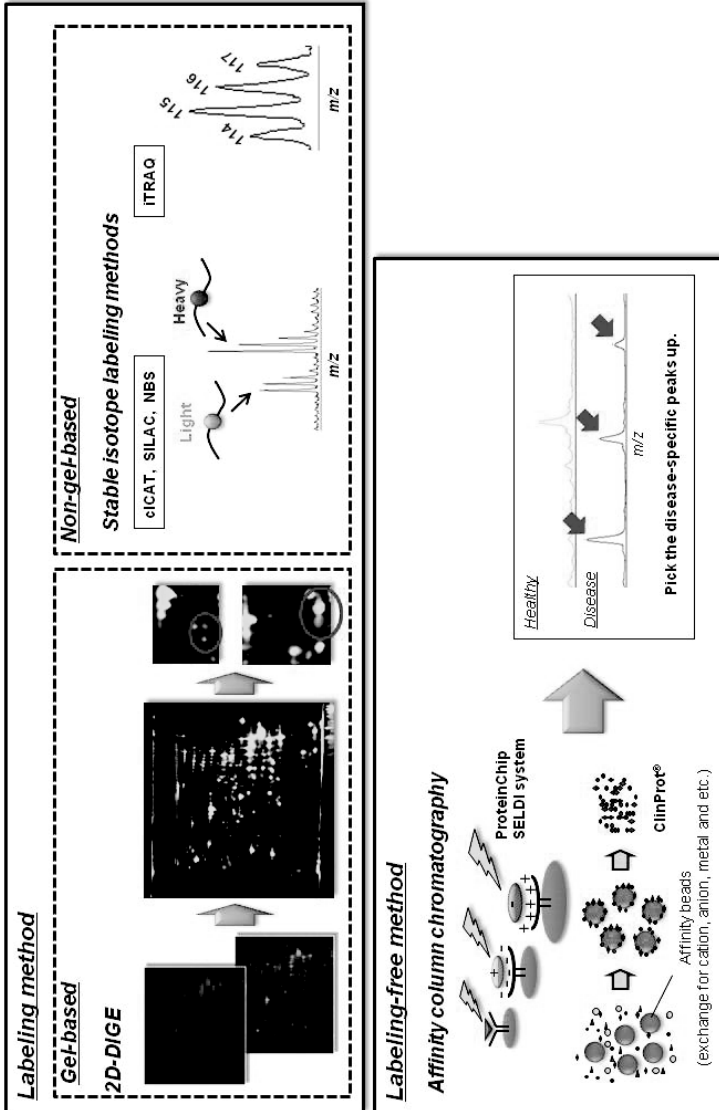 Labeling method
Gel-based
2D-DIGE
Non-gel-based
Stable isotope labeling methods
cICAT, SILAC, NBS
Light
Heavy
m/z
iTRAQ
114
115
116
117
m/z
Labeling-free method
Affinity column chromatography
ProteinChip
SELDI system
+
- - - -
-
+ + + +
Affinity beads
(exchange for cation, anion, metal and etc.)
ClinProt®
Healthy
Disease
m/z
Pick the disease-specific peaks up.